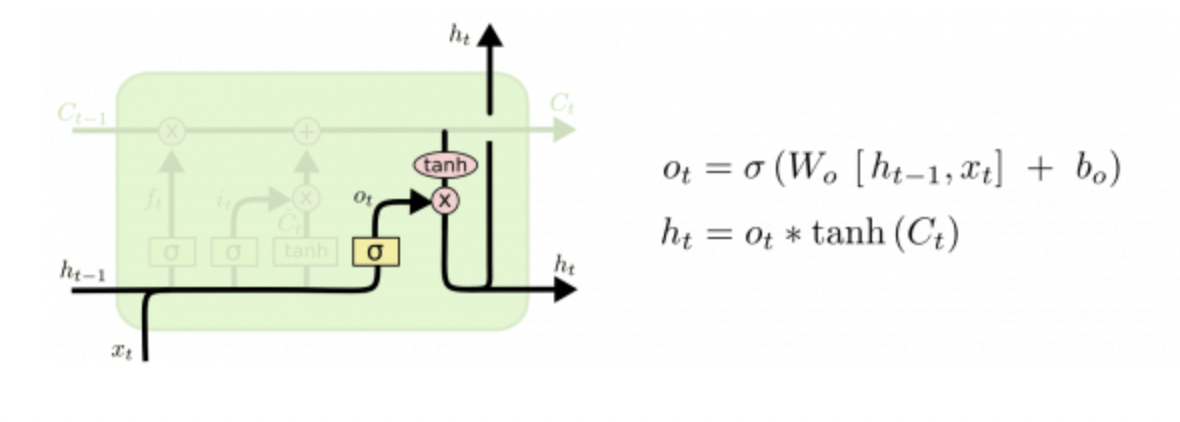 h_t
C_{t-1}
C_t
x
+
tanh
o_t = σ(W_o [h_{t-1}, x_t] + b_o)
f_t
i_t
x
o_t
x
C̃_t
h_t = o_t * tanh(C_t)
σ
σ
tanh
σ
h_{t-1}
h_t
x_t